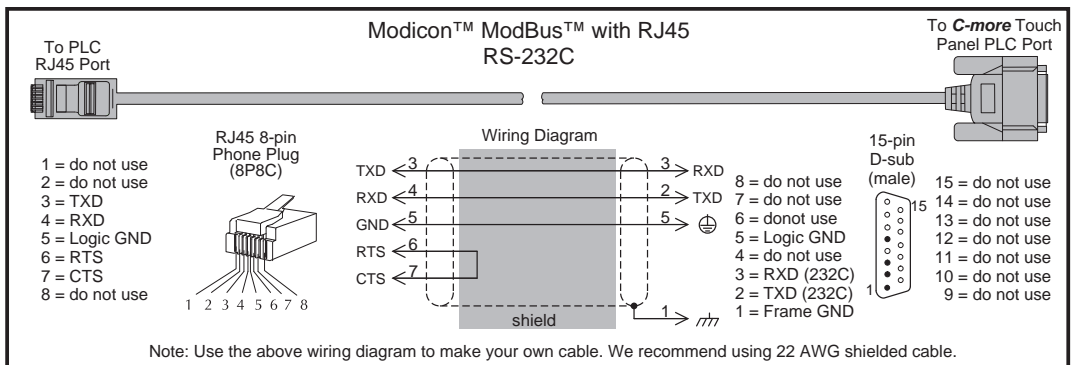 Modicon™ ModBus™ with RJ45
RS-232C
To PLC
RJ45 Port
To C-more Touch
Panel PLC Port
1 = do not use
2 = do not use
3 = TXD
4 = RXD
5 = Logic GND
6 = RTS
7 = CTS
8 = do not use
RJ45 8-pin
Phone Plug
(8P8C)
1 2 3 4 5 6 7 8
Wiring Diagram
TXD 3 3 RXD
RXD 4 2 TXD
GND 5 5
RTS 6
CTS 7
1
shield
8 = do not use
7 = do not use
6 = donot use
5 = Logic GND
4 = do not use
3 = RXD (232C)
2 = TXD (232C)
1 = Frame GND
15-pin
D-sub
(male)
15
1
15 = do not use
14 = do not use
13 = do not use
12 = do not use
11 = do not use
10 = do not use
9 = do not use
Note: Use the above wiring diagram to make your own cable. We recommend using 22 AWG shielded cable.